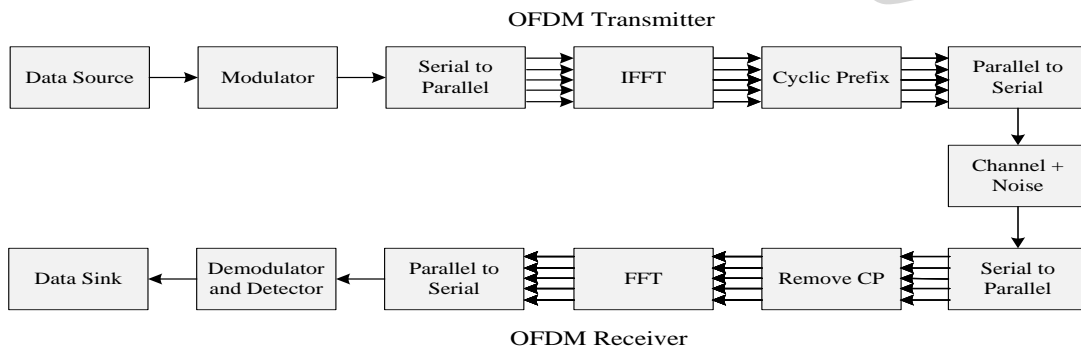 OFDM Transmitter
Data Source
Modulator
Serial to
Parallel
IFFT
Cyclic Prefix
Parallel to
Serial
Channel +
Noise
Data Sink
Demodulator
and Detector
Parallel to
Serial
FFT
Remove CP
Serial to
Parallel
OFDM Receiver